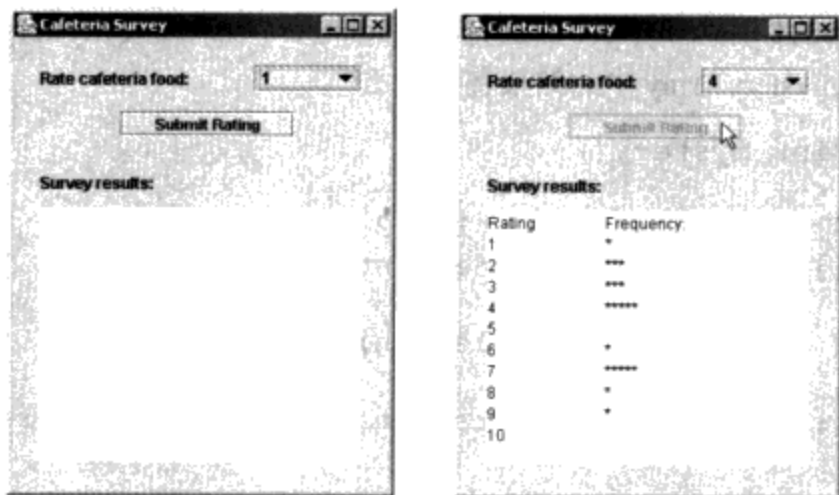 Cafeteria Survey
Rate cafeteria food: 1
Submit Rating
Survey results:
Cafeteria Survey
Rate cafeteria food: 4
Submit Rating
Survey results:
Rating Frequency:
1 *
2 ***
3 ***
4 *****
5
6 *
7 *****
8 *
9 *
10